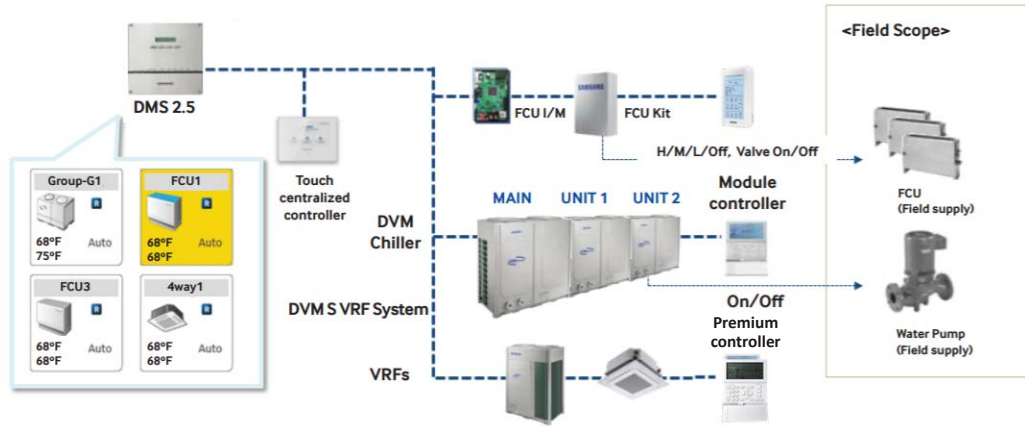 <Field Scope>
DMS 2.5
FCU I/M
SAMSUNG
FCU Kit
H/M/L/Off, Valve On/Off
FCU
(Field supply)
Touch
centralized
controller
Group-G1
R
68°F
Auto
75°F
FCU1
R
68°F
Auto
68°F
FCU3
R
68°F
Auto
68°F
4way1
R
68°F
Auto
68°F
DVM
Chiller
MAIN
UNIT 1
UNIT 2
Module
controller
DVM S VRF System
On/Off
Premium
controller
Water Pump
(Field supply)
VRFs